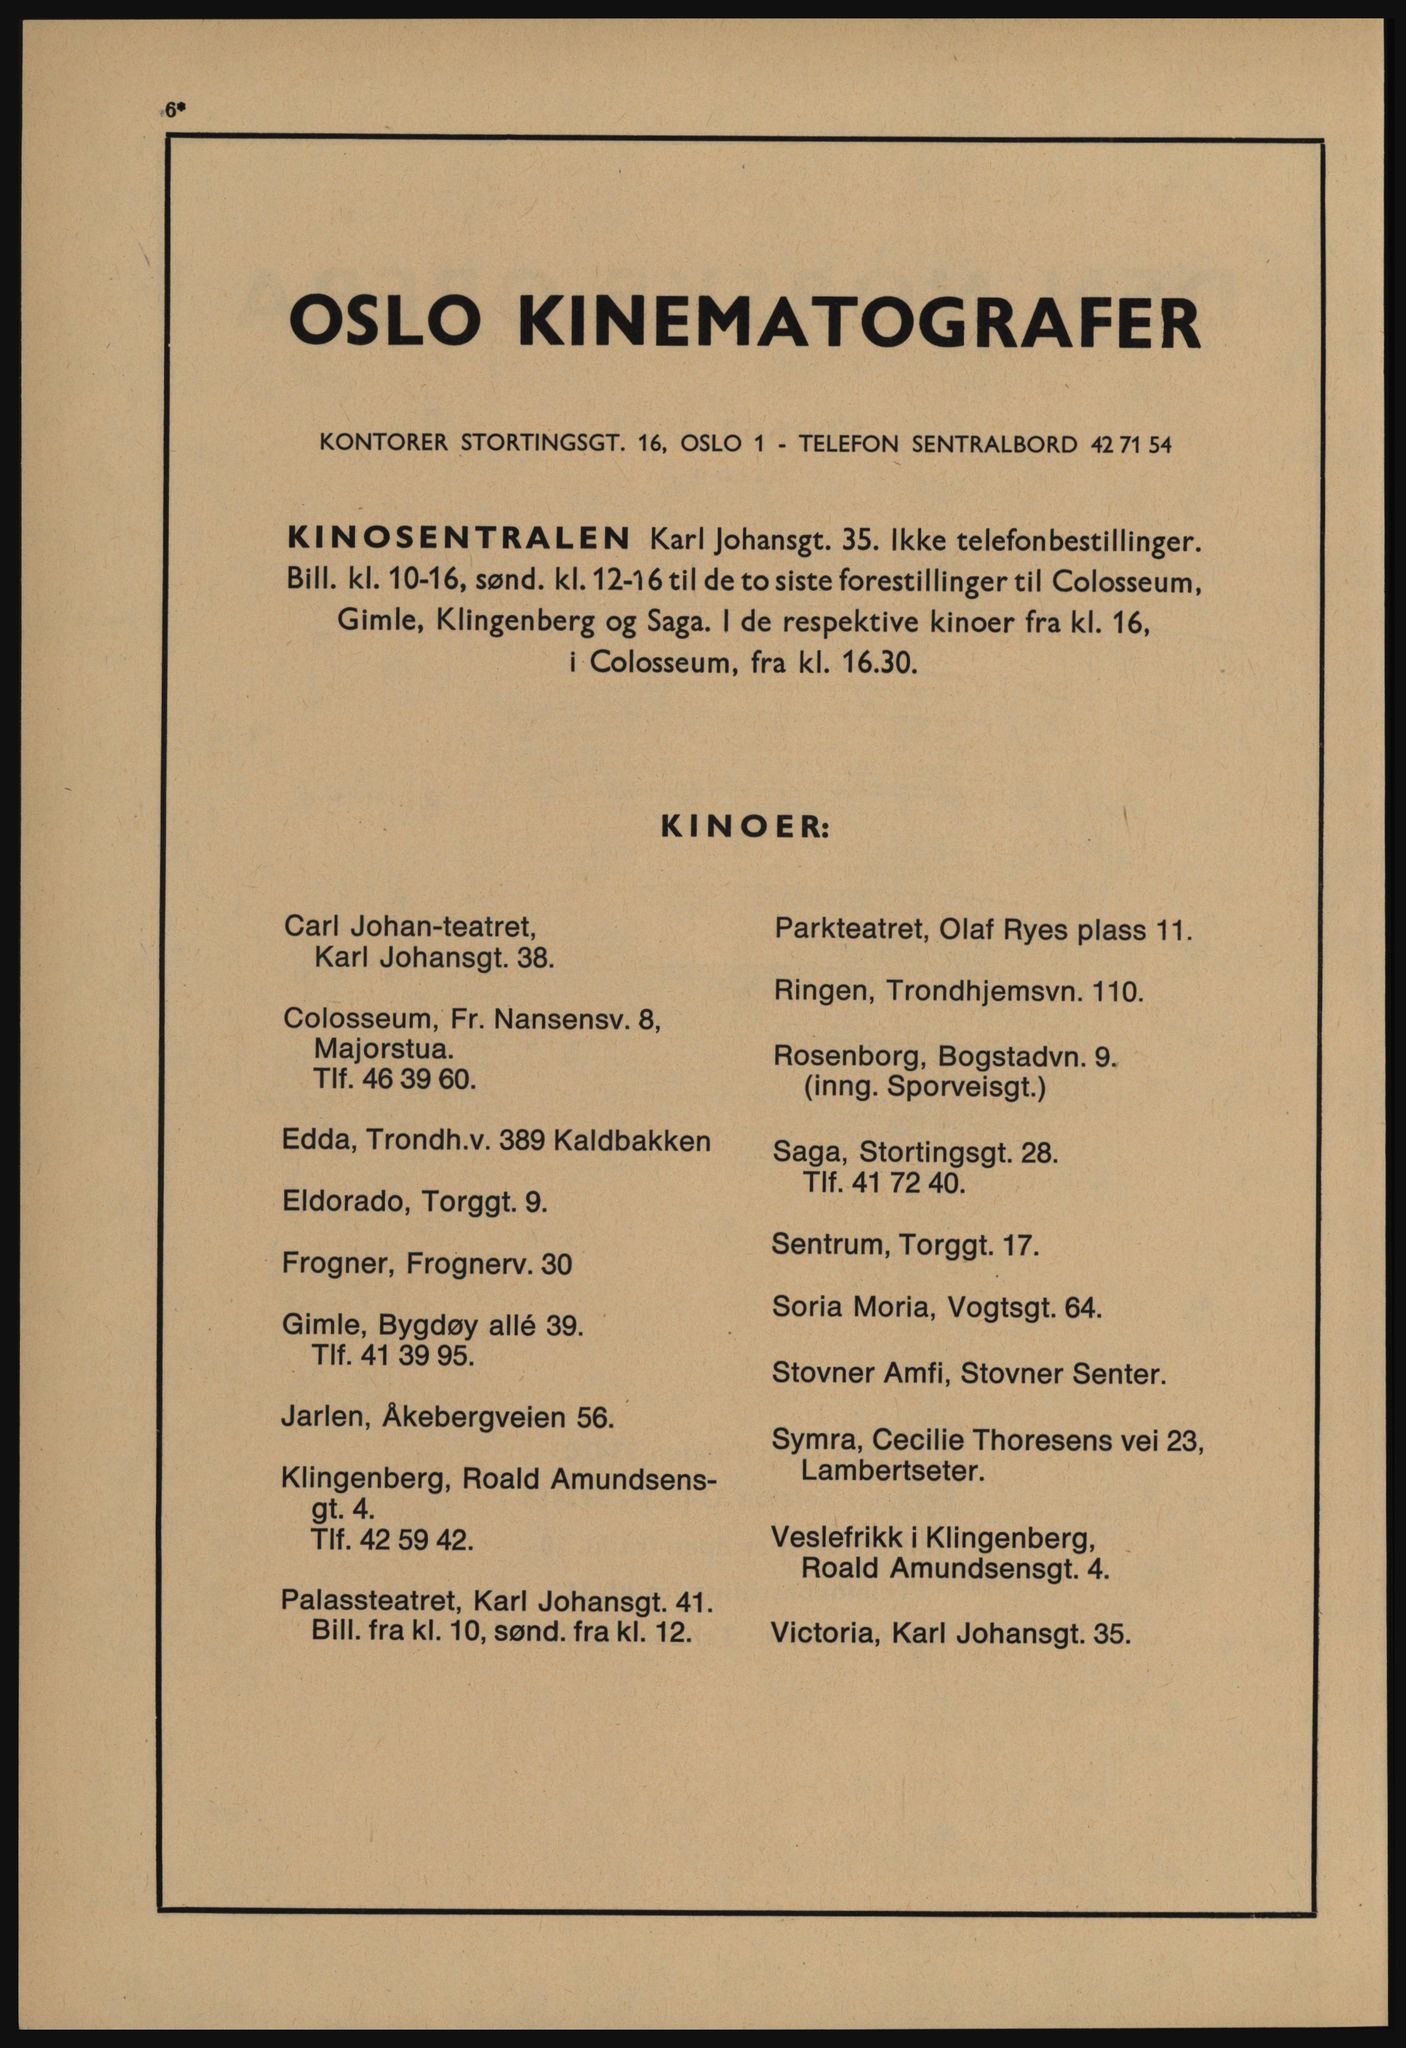 6*
OSLO KINEMATOGRAFER
KONTORER STORTINGSGT. 16, OSLO 1 - TELEFON SENTRALBORD 42 71 54
KINOSENTRALEN Karl Johansgt. 35. Ikke telefonbestillinger.
Bill. kl. 10-16, sønd. kl. 12-16 til de to siste forestillinger til Colosseum,
Gimle, Klingenberg og Saga. I de respektive kinoer fra kl. 16,
i Colosseum, fra kl. 16.30.
KINOER:
Carl Johan-teatret,
Karl Johansgt. 38.
Colosseum, Fr. Nansensv. 8,
Majorstua.
Tlf. 46 39 60.
Edda, Trondh.v. 389 Kaldbakken
Eldorado, Torggt. 9.
Frogner, Frognerv. 30
Gimle, Bygdøy allé 39.
Tlf. 41 39 95.
Jarlen, Åkebergveien 56.
Klingenberg, Roald Amundsens-
gt. 4.
Tlf. 42 59 42.
Palassteatret, Karl Johansgt. 41.
Bill. fra kl. 10, sønd. fra kl. 12.
Parkteatret, Olaf Ryes plass 11.
Ringen, Trondhjemsvn. 110.
Rosenborg, Bogstadvn. 9.
(inng. Sporveisgt.)
Saga, Stortingsgt. 28.
Tlf. 41 72 40.
Sentrum, Torggt. 17.
Soria Moria, Vogtsgt. 64.
Stovner Amfi, Stovner Senter.
Symra, Cecilie Thoresens vei 23,
Lambertseter.
Veslefrikk i Klingenberg,
Roald Amundsensgt. 4.
Victoria, Karl Johansgt. 35.